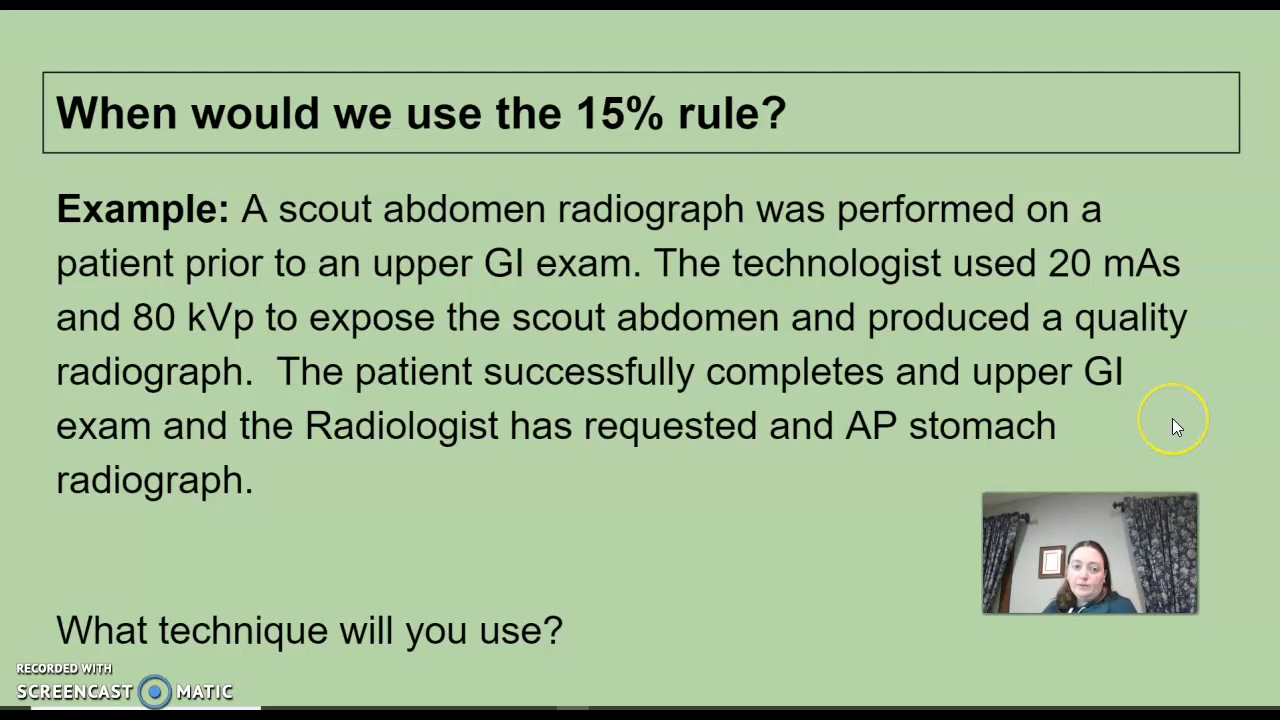 When would we use the 15% rule?
Example: A scout abdomen radiograph was performed on a
patient prior to an upper GI exam. The technologist used 20 mAs
and 80 kVp to expose the scout abdomen and produced a quality
radiograph.  The patient successfully completes and upper GI
exam and the Radiologist has requested and AP stomach
radiograph.
What technique will you use?
RECORDED WITH
SCREENCAST MATIC